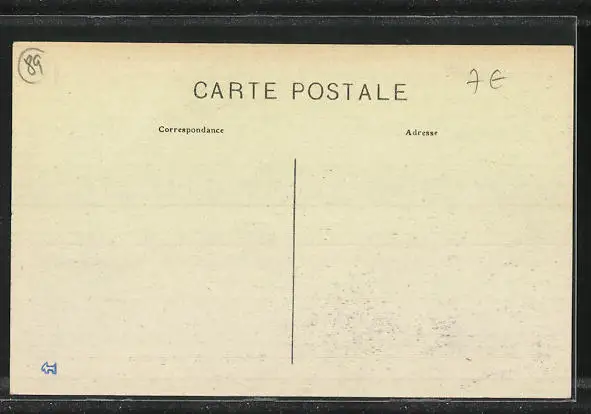 89
CARTE POSTALE
7 €
Correspondance
Adresse